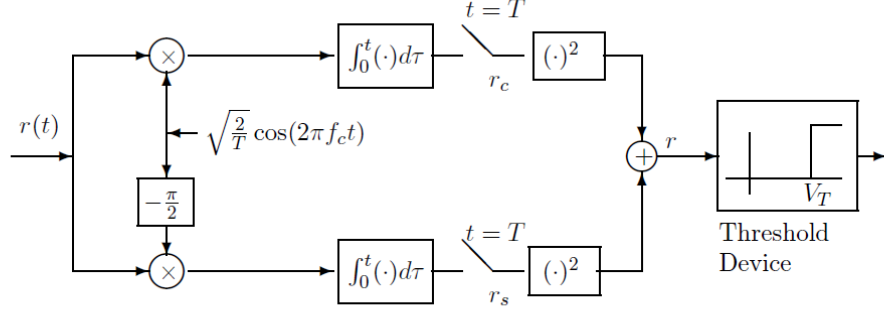 t = T
× ∫₀ᵗ(·)dτ (·)²
r_c
r(t) √(2/T) cos(2πf_c t)
+ r
−π/2 V_T
t = T Threshold
× ∫₀ᵗ(·)dτ (·)² Device
r_s